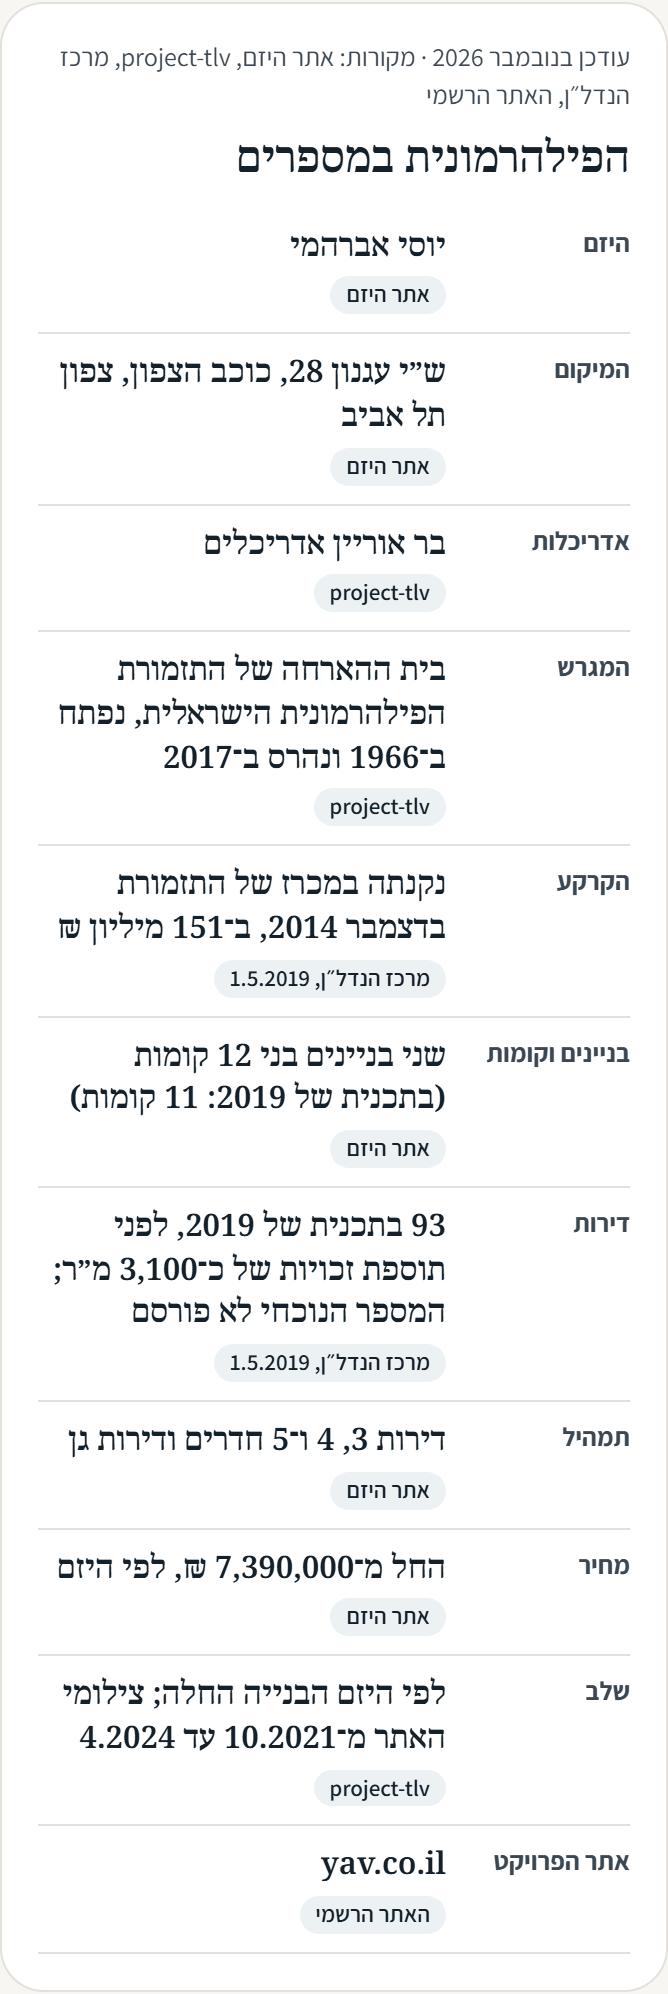 עודכן בנובמבר 2026 · מקורות: אתר היזם, project-tlv, מרכז
הנדל״ן, האתר הרשמי
הפילהרמונית במספרים
היזם
יוסי אברהמי
אתר היזם
המיקום
ש״י עגנון 28, כוכב הצפון, צפון
תל אביב
אתר היזם
אדריכלות
בר אוריין אדריכלים
project-tlv
המגרש
בית ההארחה של התזמורת
הפילהרמונית הישראלית, נפתח
ב־1966 ונהרס ב־2017
project-tlv
הקרקע
נקנתה במכרז של התזמורת
בדצמבר 2014, ב־151 מיליון ₪
מרכז הנדל״ן, 1.5.2019
בניינים וקומות
שני בניינים בני 12 קומות
(בתכנית של 2019: 11 קומות)
אתר היזם
דירות
93 בתכנית של 2019, לפני
תוספת זכויות של כ־3,100 מ״ר;
המספר הנוכחי לא פורסם
מרכז הנדל״ן, 1.5.2019
תמהיל
דירות 3, 4 ו־5 חדרים ודירות גן
אתר היזם
מחיר
החל מ־7,390,000 ₪, לפי היזם
אתר היזם
שלב
לפי היזם הבנייה החלה; צילומי
האתר מ־10.2021 עד 4.2024
project-tlv
אתר הפרויקט
yav.co.il
האתר הרשמי